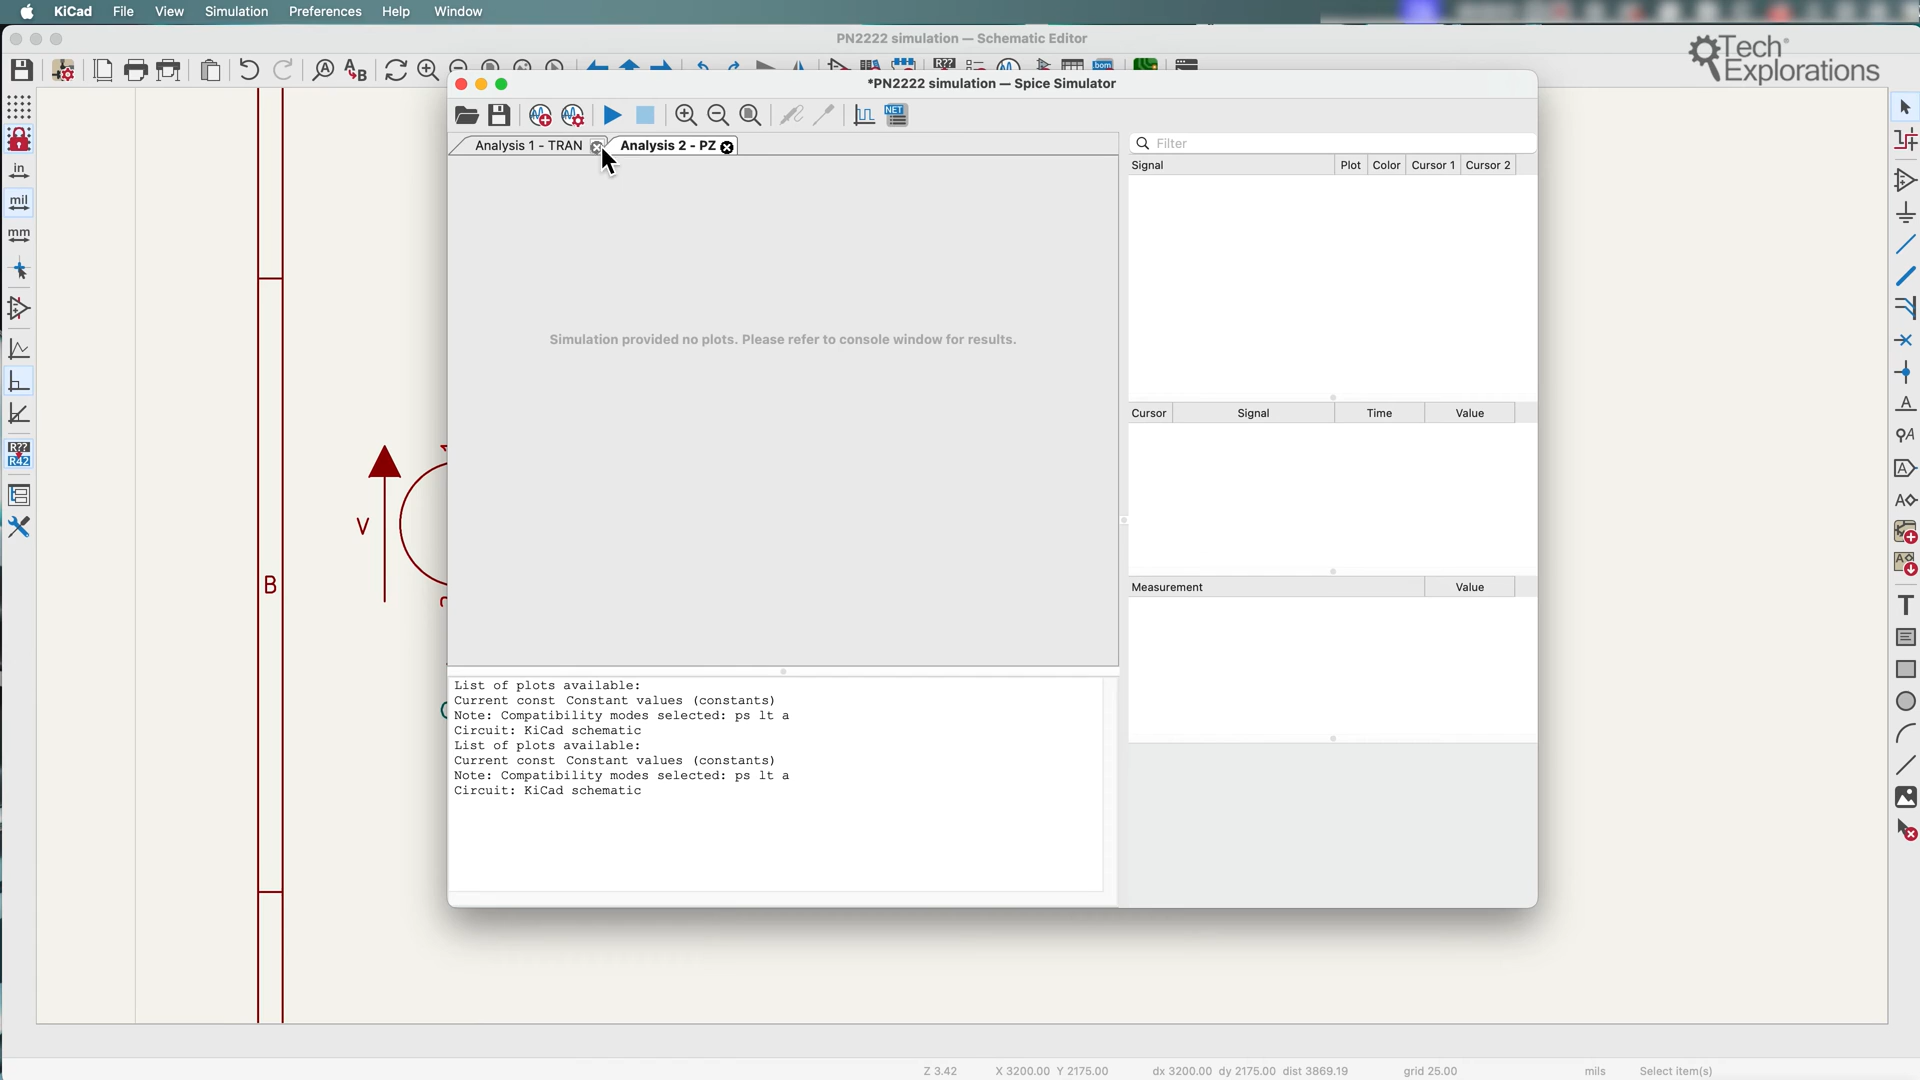 KiCad File View Simulation Preferences Help Window
PN2222 simulation — Schematic Editor
Tech
Explorations
*PN2222 simulation — Spice Simulator
Analysis 1 - TRAN
Analysis 2 - PZ
Filter
Signal Plot Color Cursor 1 Cursor 2
Simulation provided no plots. Please refer to console window for results.
Cursor Signal Time Value
Measurement Value
List of plots available:
Current const Constant values (constants)
Note: Compatibility modes selected: ps lt a
Circuit: KiCad schematic
List of plots available:
Current const Constant values (constants)
Note: Compatibility modes selected: ps lt a
Circuit: KiCad schematic
in
mil
mm
R??
R42
V
B
NET
R??
bom
A
B
T
Z 3.42 X 3200.00 Y 2175.00 dx 3200.00 dy 2175.00 dist 3869.19 grid 25.00 mils Select item(s)